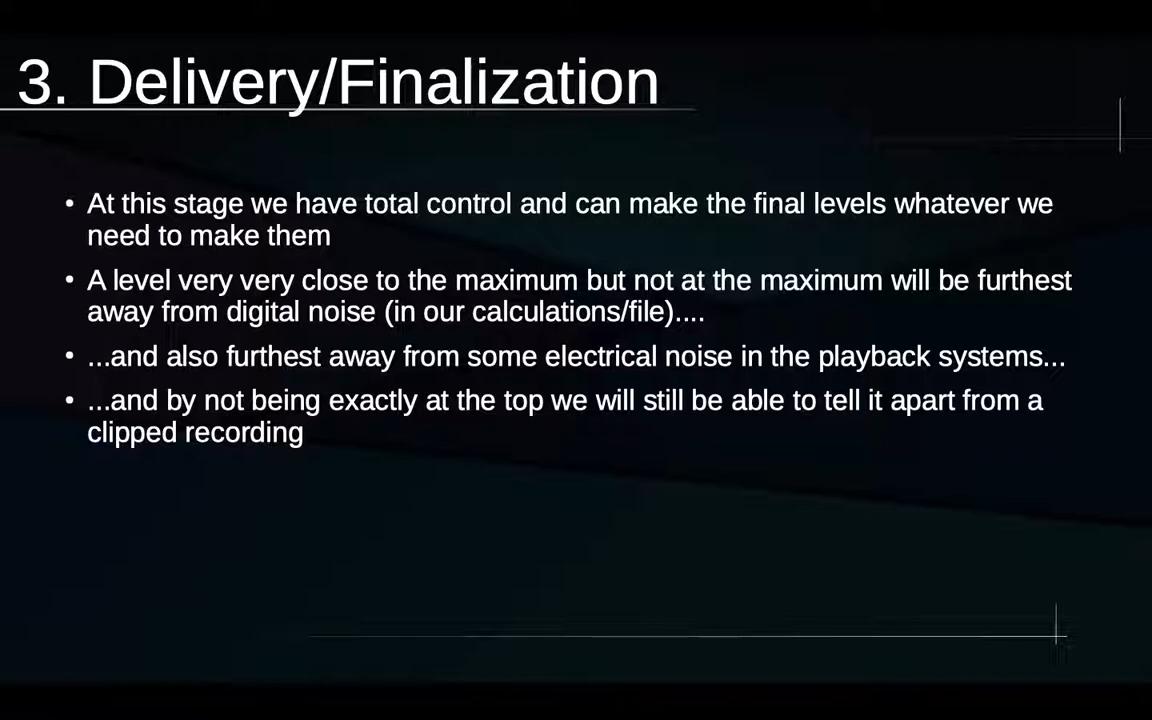 3. Delivery/Finalization
• At this stage we have total control and can make the final levels whatever we
need to make them
• A level very very close to the maximum but not at the maximum will be furthest
away from digital noise (in our calculations/file)....
• ...and also furthest away from some electrical noise in the playback systems...
• ...and by not being exactly at the top we will still be able to tell it apart from a
clipped recording